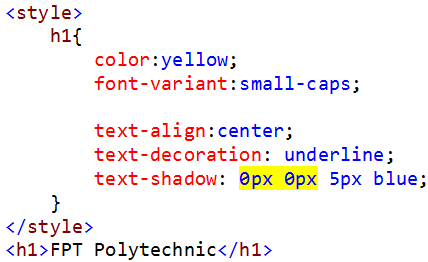 <style>
h1{
color:yellow;
font-variant:small-caps;
text-align:center;
text-decoration: underline;
text-shadow: 0px 0px 5px blue;
}
</style>
<h1>FPT Polytechnic</h1>